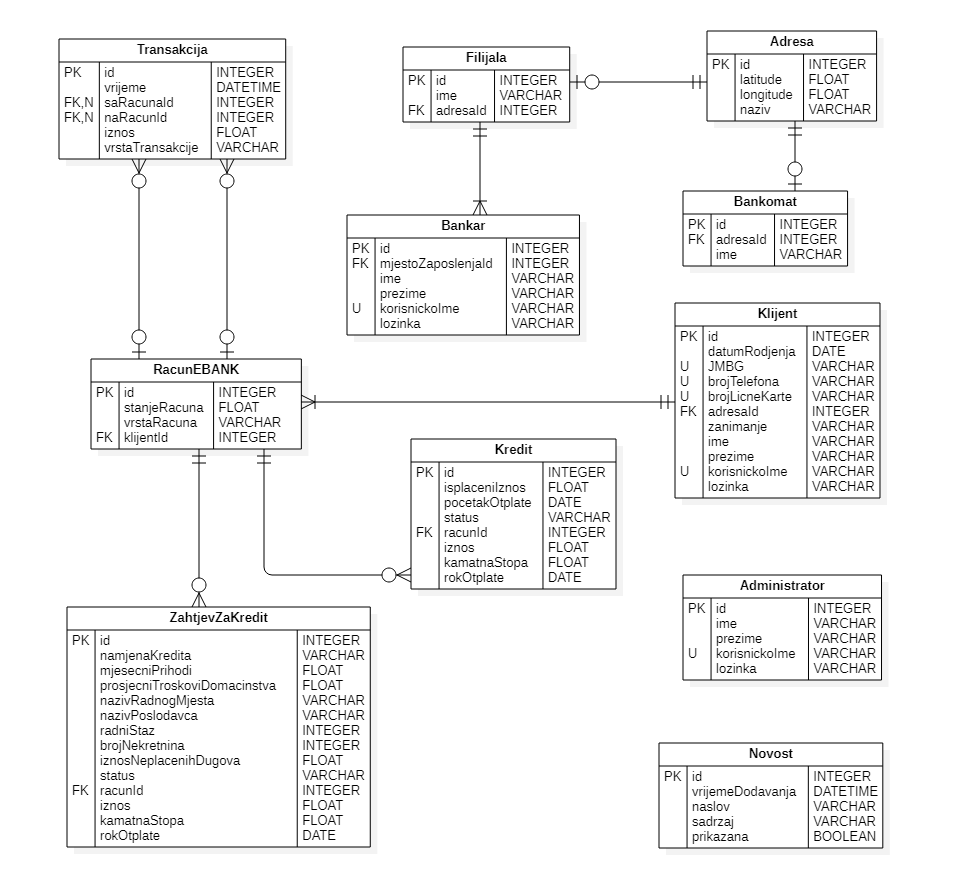 Transakcija
PK id INTEGER
vrijeme DATETIME
FK,N saRacunaId INTEGER
FK,N naRacunId INTEGER
iznos FLOAT
vrstaTransakcije VARCHAR
Filijala
PK id INTEGER
ime VARCHAR
FK adresaId INTEGER
Adresa
PK id INTEGER
latitude FLOAT
longitude FLOAT
naziv VARCHAR
Bankar
PK id INTEGER
FK mjestoZaposlenjaId INTEGER
ime VARCHAR
prezime VARCHAR
U korisnickoIme VARCHAR
lozinka VARCHAR
Bankomat
PK id INTEGER
FK adresaId INTEGER
ime VARCHAR
RacunEBANK
PK id INTEGER
stanjeRacuna FLOAT
vrstaRacuna VARCHAR
FK klijentId INTEGER
Klijent
PK id INTEGER
datumRodjenja DATE
U JMBG VARCHAR
U brojTelefona VARCHAR
U brojLicneKarte VARCHAR
FK adresaId INTEGER
zanimanje VARCHAR
ime VARCHAR
prezime VARCHAR
U korisnickoIme VARCHAR
lozinka VARCHAR
Kredit
PK id INTEGER
isplaceniIznos FLOAT
pocetakOtplate DATE
status VARCHAR
FK racunId INTEGER
iznos FLOAT
kamatnaStopa FLOAT
rokOtplate DATE
ZahtjevZaKredit
PK id INTEGER
namjenaKredita VARCHAR
mjesecniPrihodi FLOAT
prosjecniTroskoviDomacinstva FLOAT
nazivRadnogMjesta VARCHAR
nazivPoslodavca VARCHAR
radniStaz INTEGER
brojNekretnina INTEGER
iznosNeplacenihDugova FLOAT
status VARCHAR
FK racunId INTEGER
iznos FLOAT
kamatnaStopa FLOAT
rokOtplate DATE
Administrator
PK id INTEGER
ime VARCHAR
prezime VARCHAR
U korisnickoIme VARCHAR
lozinka VARCHAR
Novost
PK id INTEGER
vrijemeDodavanja DATETIME
naslov VARCHAR
sadrzaj VARCHAR
prikazana BOOLEAN